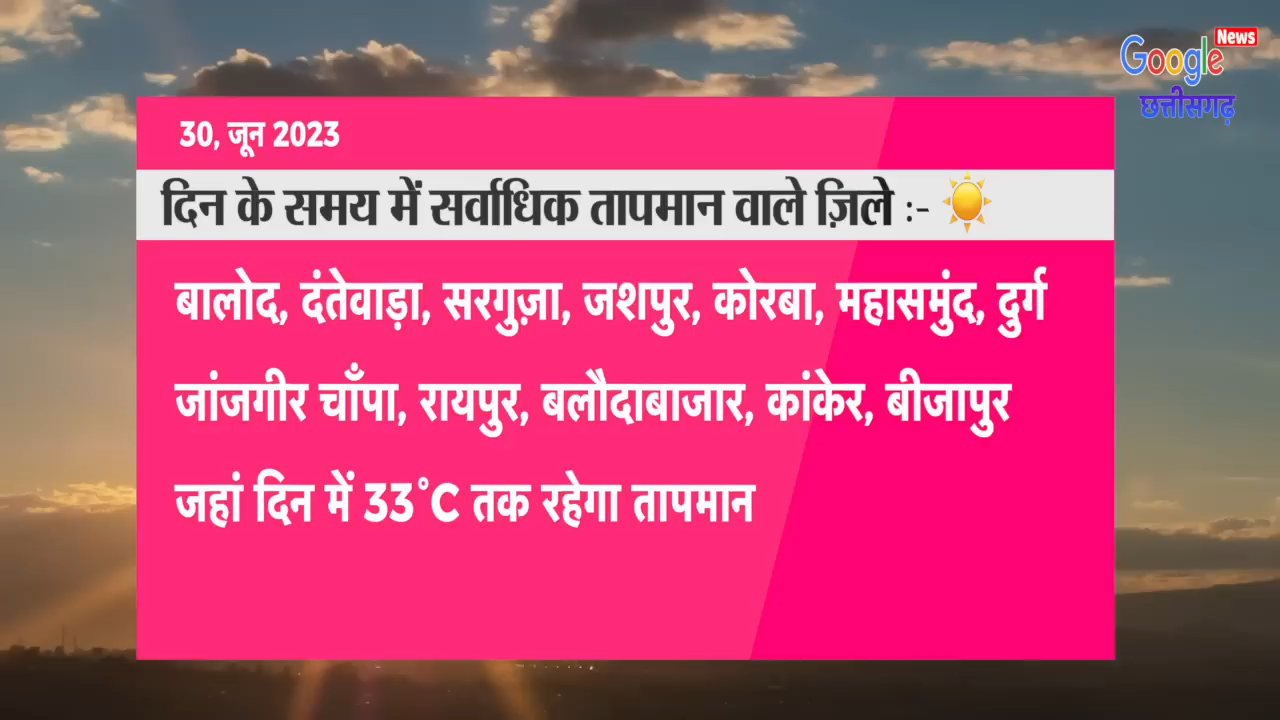 Google News
छत्तीसगढ़
30, जून 2023
दिन के समय में सर्वाधिक तापमान वाले ज़िले :-
बालोद, दंतेवाड़ा, सरगुज़ा, जशपुर, कोरबा, महासमुंद, दुर्ग
जांजगीर चाँपा, रायपुर, बलौदाबाजार, कांकेर, बीजापुर
जहां दिन में 33°C तक रहेगा तापमान